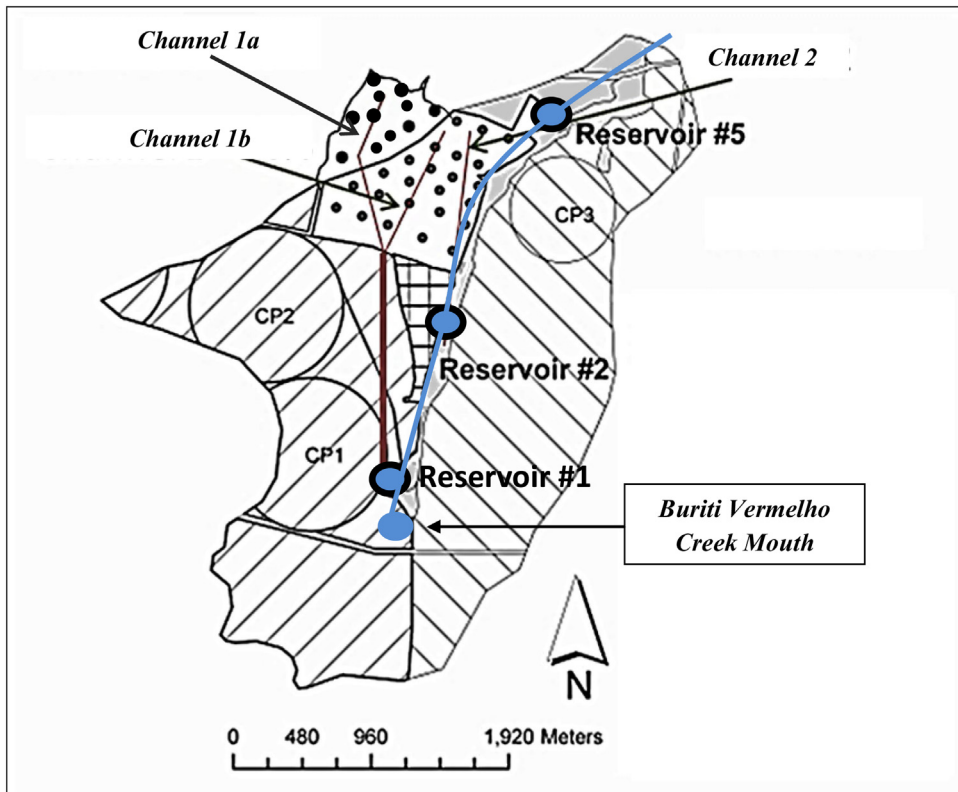 Channel 1a
Channel 2
Channel 1b
Reservoir #5
CP3
CP2
Reservoir #2
CP1
Reservoir #1
Buriti Vermelho
Creek Mouth
N
0 480 960 1,920 Meters